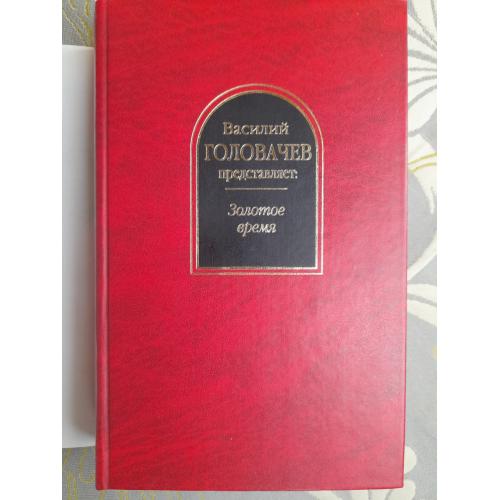 Василий
ГОЛОВАЧЕВ
представляет:
Золотое
время